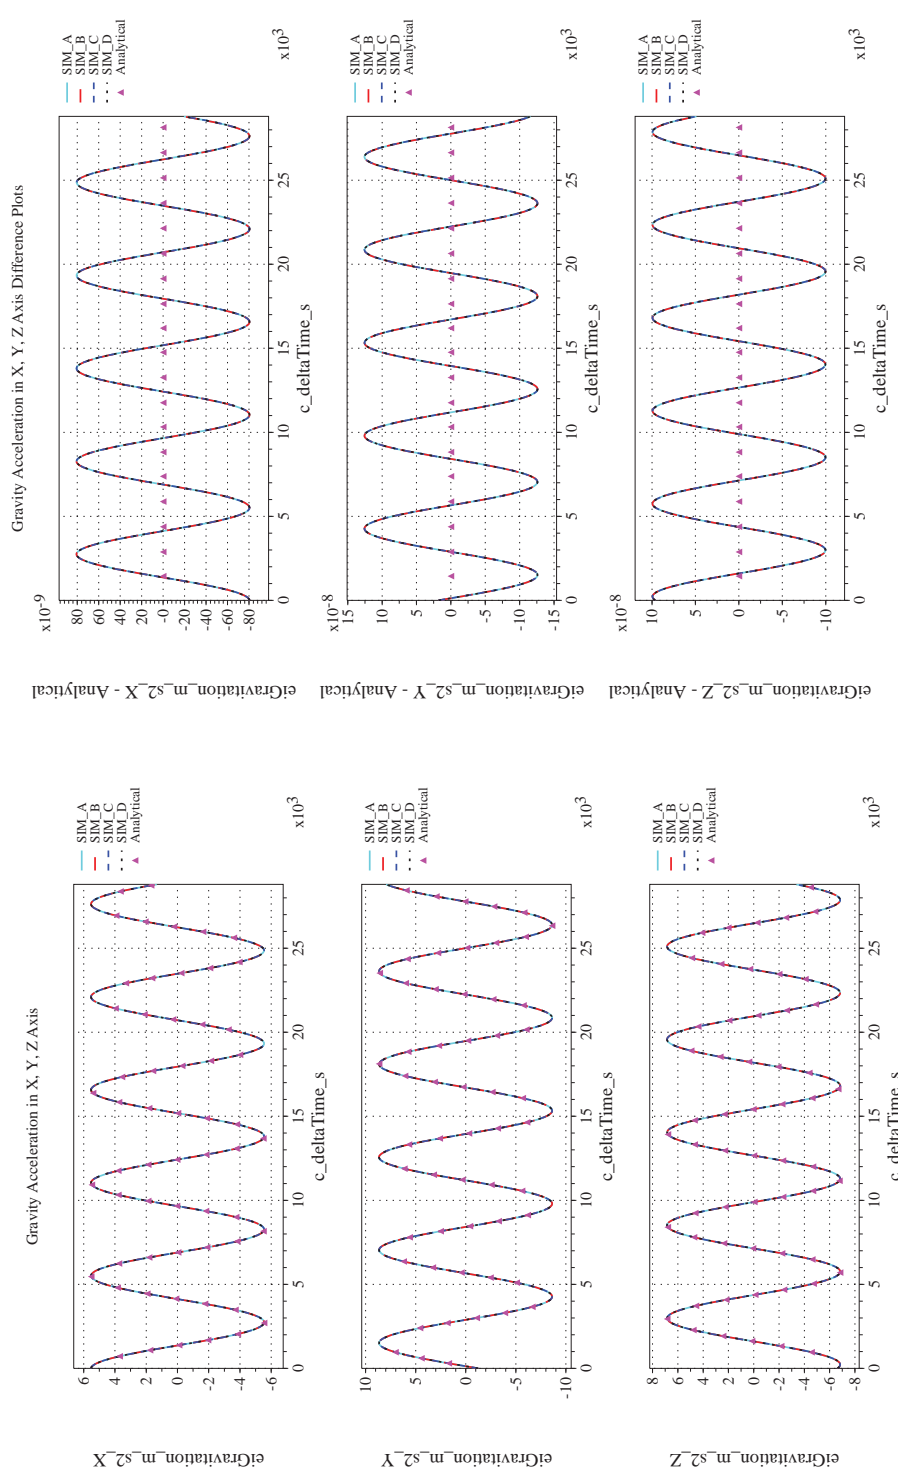 Gravity Acceleration in X, Y, Z Axis
eiGravitation_m_s2_X
6
4
2
0
-2
-4
-6
0 5 10 15 20 25
x10^3
c_deltaTime_s
SIM_A
SIM_B
SIM_C
SIM_D
Analytical
eiGravitation_m_s2_Y
10
5
0
-5
-10
0 5 10 15 20 25
x10^3
c_deltaTime_s
SIM_A
SIM_B
SIM_C
SIM_D
Analytical
eiGravitation_m_s2_Z
8
6
4
2
0
-2
-4
-6
-8
0 5 10 15 20 25
x10^3
c_deltaTime_s
SIM_A
SIM_B
SIM_C
SIM_D
Analytical
Gravity Acceleration in X, Y, Z Axis Difference Plots
eiGravitation_m_s2_X - Analytical
x10^-9
80
60
40
20
-0
-20
-40
-60
-80
0 5 10 15 20 25
x10^3
c_deltaTime_s
SIM_A
SIM_B
SIM_C
SIM_D
Analytical
eiGravitation_m_s2_Y - Analytical
x10^-8
15
10
5
0
-5
-10
-15
0 5 10 15 20 25
x10^3
c_deltaTime_s
SIM_A
SIM_B
SIM_C
SIM_D
Analytical
eiGravitation_m_s2_Z - Analytical
x10^-8
10
5
0
-5
-10
0 5 10 15 20 25
x10^3
c_deltaTime_s
SIM_A
SIM_B
SIM_C
SIM_D
Analytical